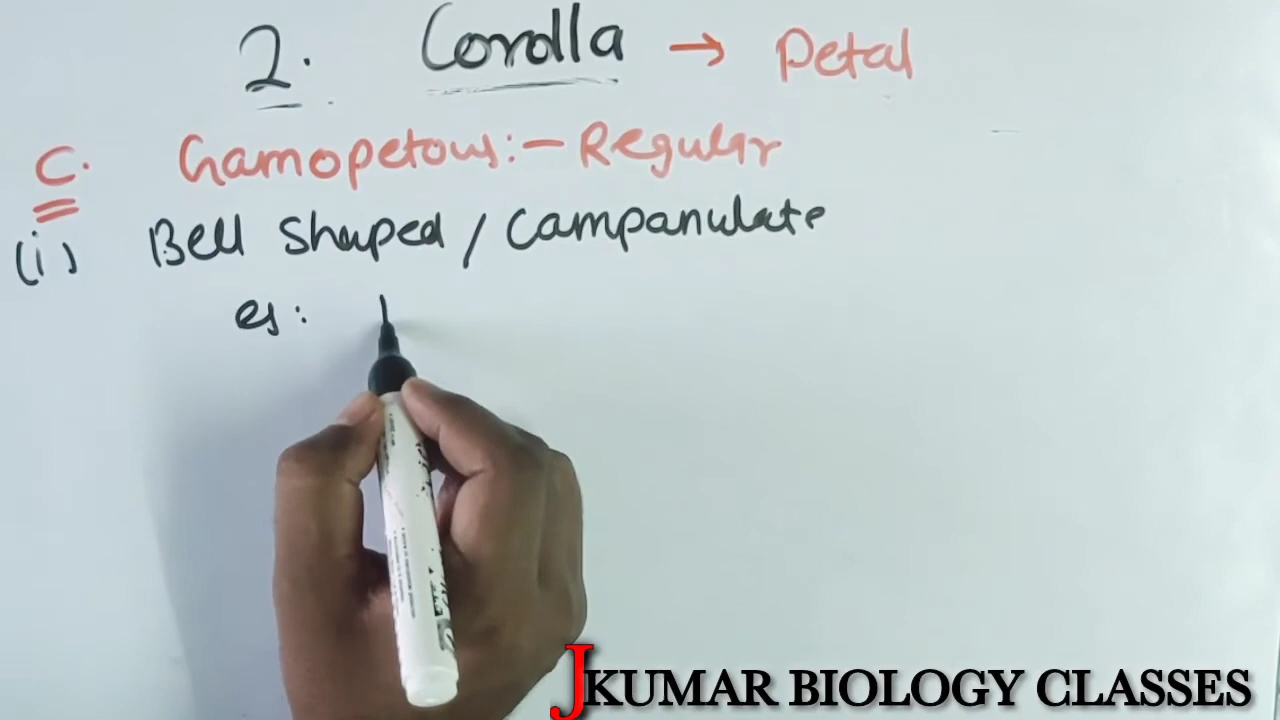 2. Corolla → Petal
C. Gamopetous:- Regular
(i) Bell Shaped / Campanulate
eg:
JKUMAR BIOLOGY CLASSES